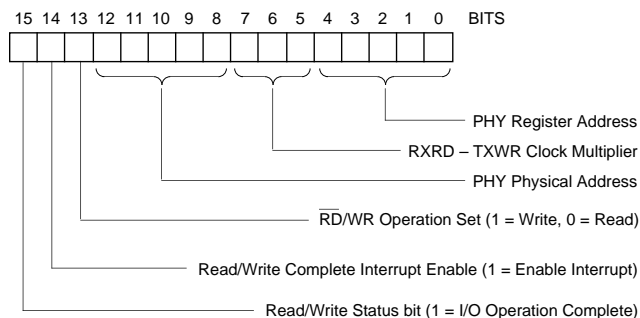 15 14 13 12 11 10 9 8 7 6 5 4 3 2 1 0 BITS
PHY Register Address
RXRD – TXWR Clock Multiplier
PHY Physical Address
RD/WR Operation Set (1 = Write, 0 = Read)
Read/Write Complete Interrupt Enable (1 = Enable Interrupt)
Read/Write Status bit (1 = I/O Operation Complete)